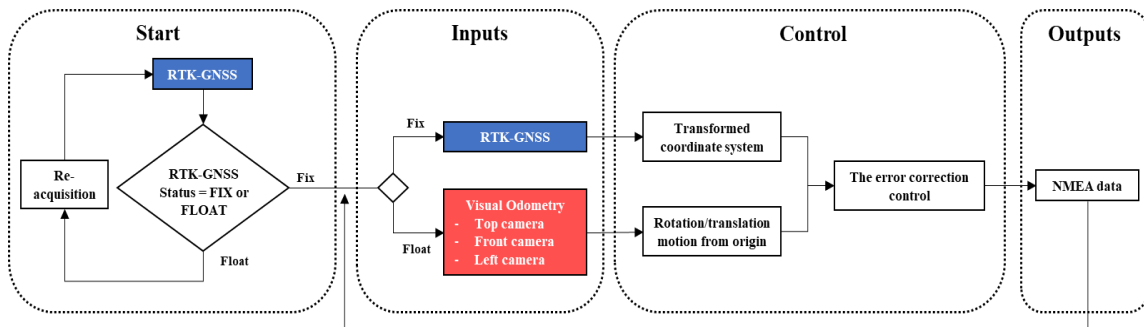 Start
RTK-GNSS
RTK-GNSS
Status = FIX or
FLOAT
Re-
acquisition
Fix
Float
Inputs
Fix
RTK-GNSS
Float
Visual Odometry
- Top camera
- Front camera
- Left camera
Control
Transformed
coordinate system
Rotation/translation
motion from origin
The error correction
control
Outputs
NMEA data